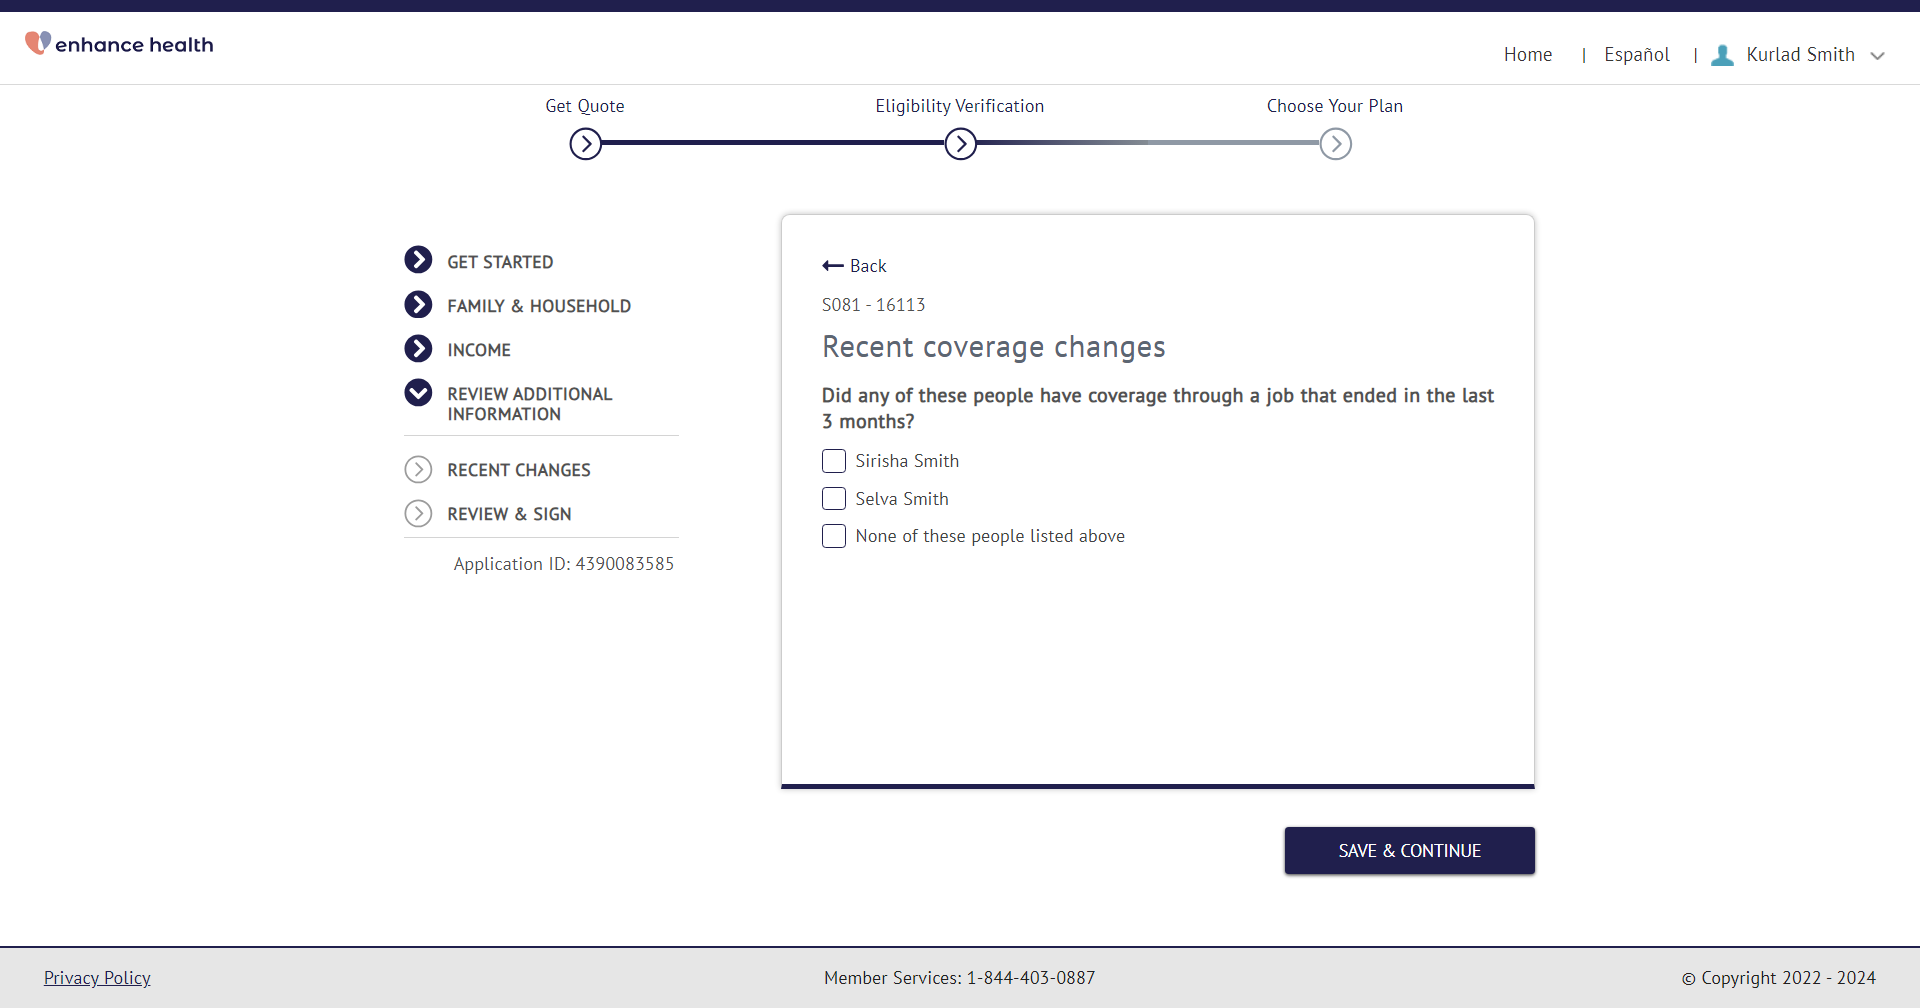 enhance health
Home | Español | Kurlad Smith
Get Quote
Eligibility Verification
Choose Your Plan
GET STARTED
FAMILY & HOUSEHOLD
INCOME
REVIEW ADDITIONAL
INFORMATION
RECENT CHANGES
REVIEW & SIGN
Application ID: 4390083585
Back
S081 - 16113
Recent coverage changes
Did any of these people have coverage through a job that ended in the last
3 months?
Sirisha Smith
Selva Smith
None of these people listed above
SAVE & CONTINUE
Privacy Policy
Member Services: 1-844-403-0887
© Copyright 2022 - 2024